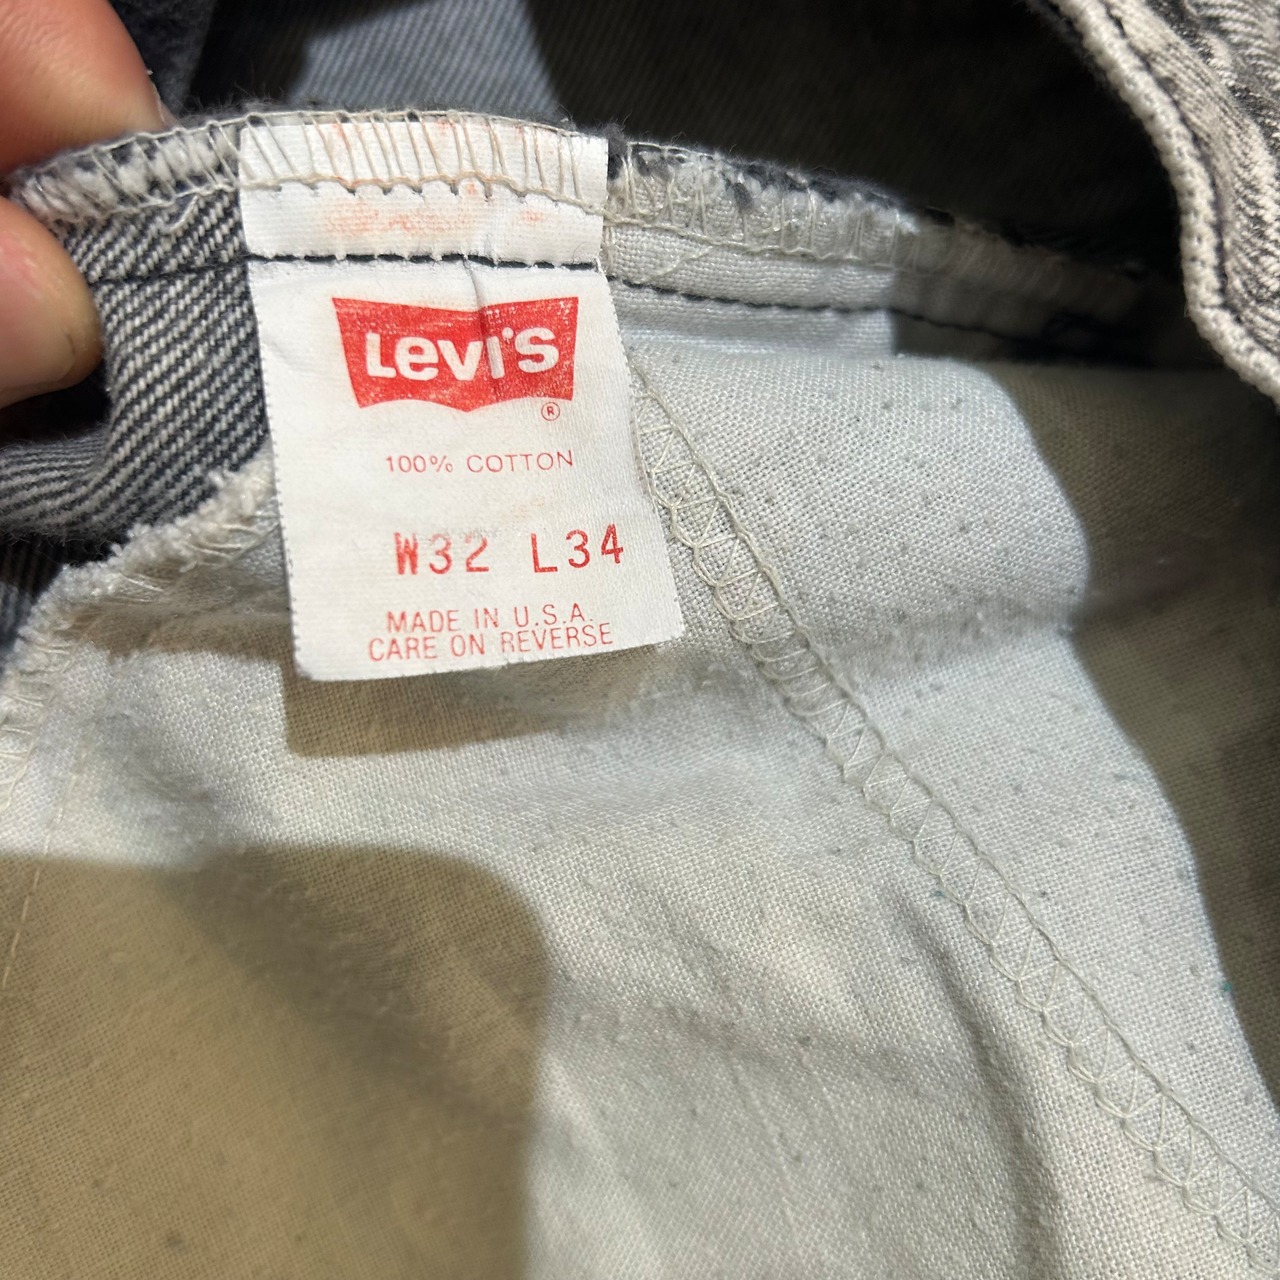 Levi's
®
100% COTTON
W32 L34
MADE IN U.S.A.
CARE ON REVERSE